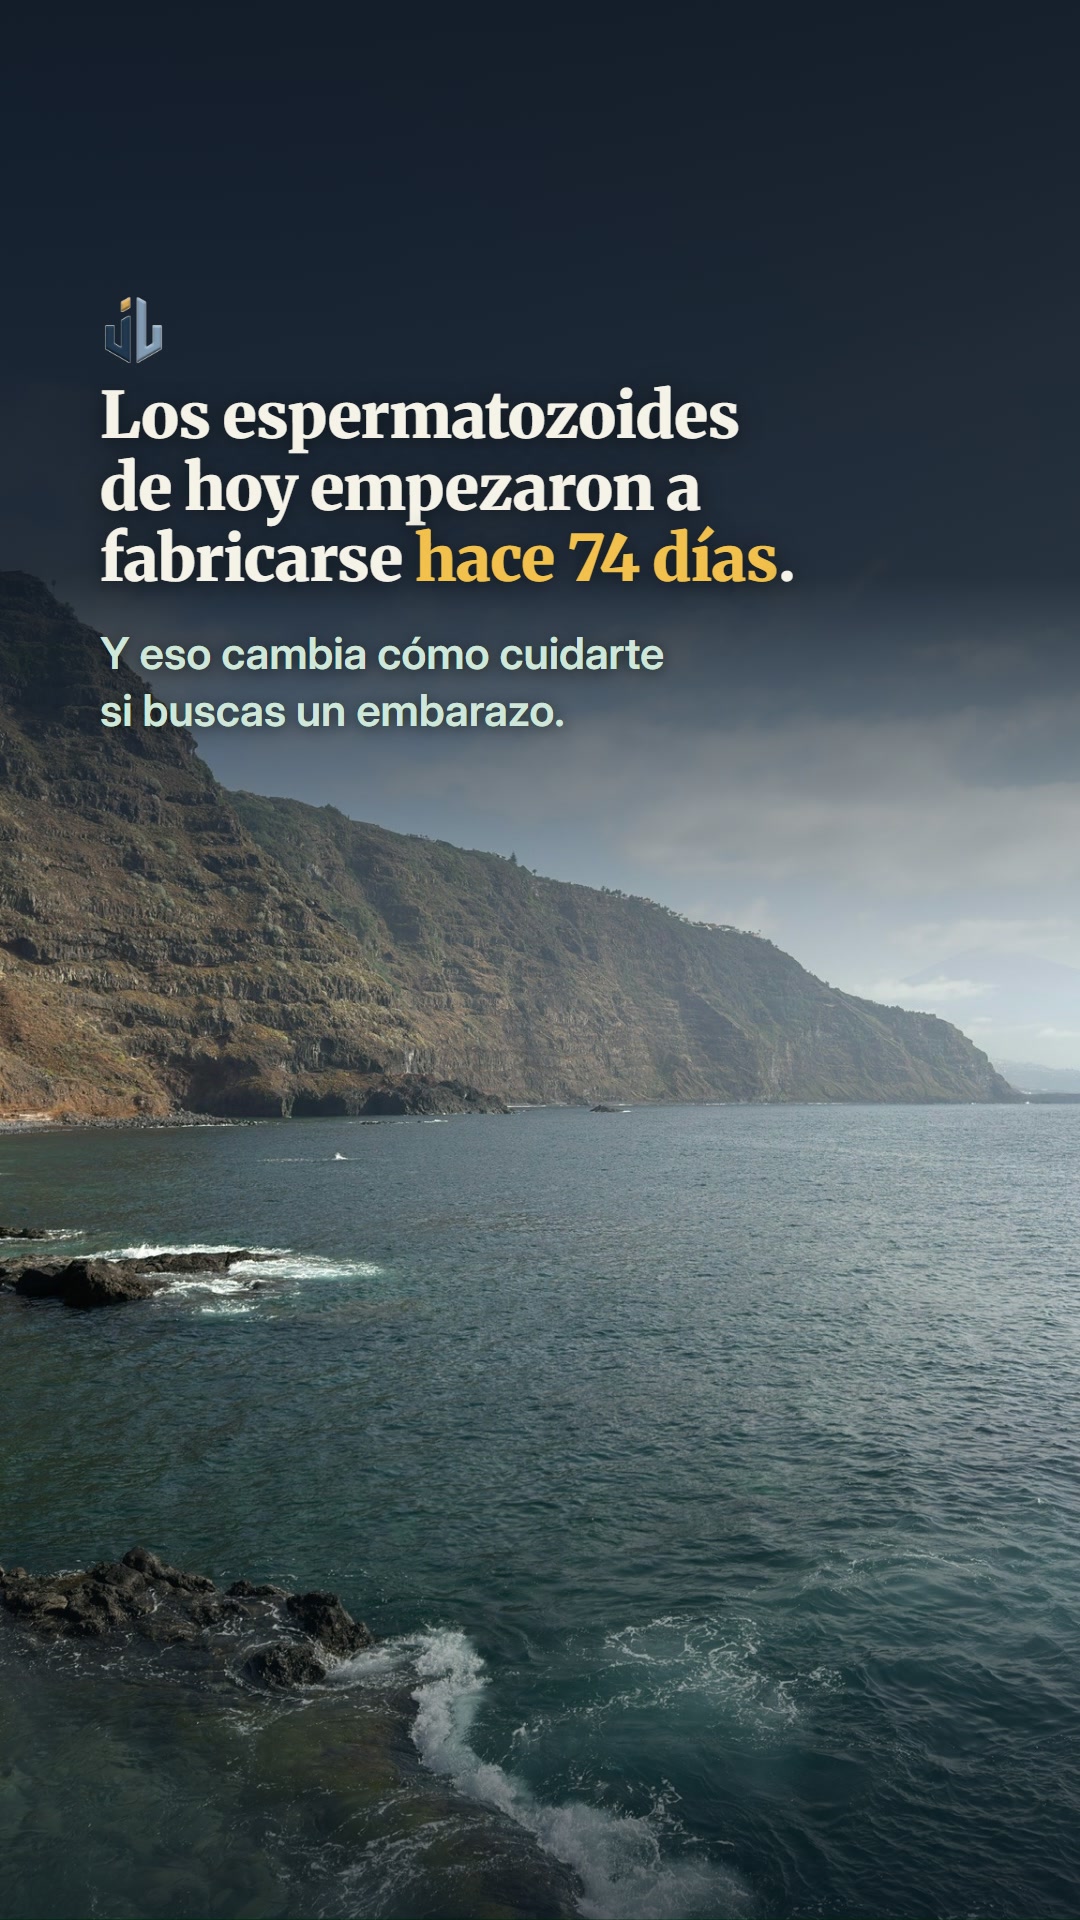 Los espermatozoides
de hoy empezaron a
fabricarse hace 74 días.
Y eso cambia cómo cuidarte
si buscas un embarazo.